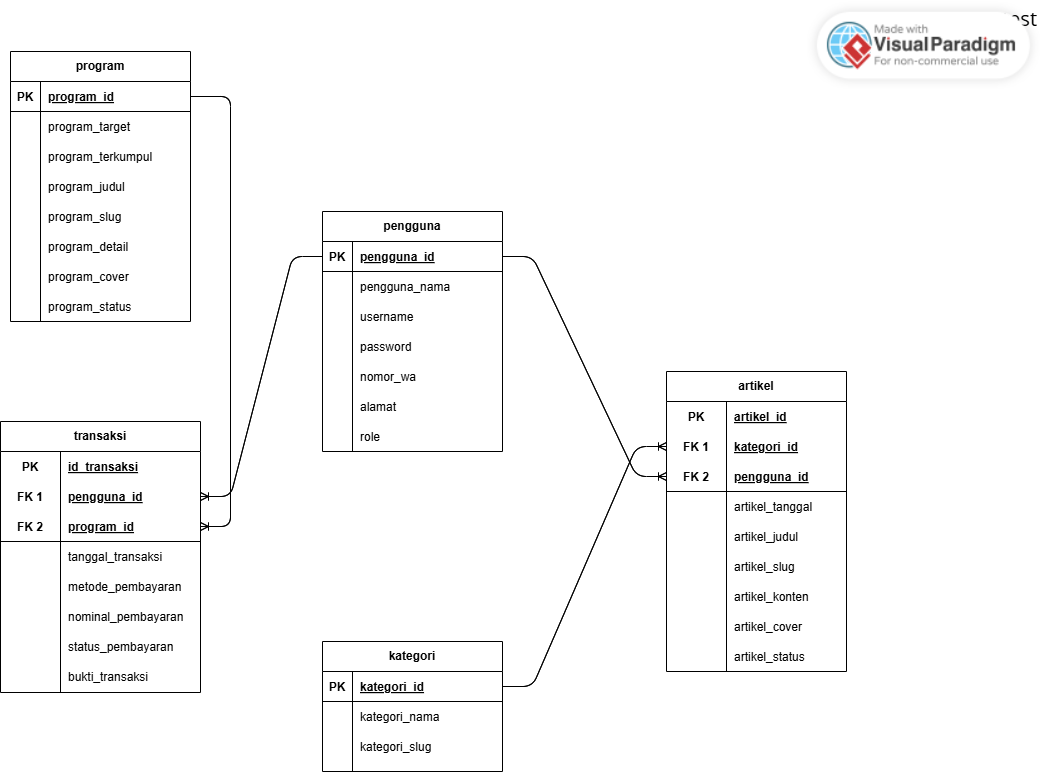 Made with
Visual Paradigm
For non-commercial use
program
PK program_id
program_target
program_terkumpul
program_judul
program_slug
program_detail
program_cover
program_status
pengguna
PK pengguna_id
pengguna_nama
username
password
nomor_wa
alamat
role
artikel
PK artikel_id
FK 1 kategori_id
FK 2 pengguna_id
artikel_tanggal
artikel_judul
artikel_slug
artikel_konten
artikel_cover
artikel_status
transaksi
PK id_transaksi
FK 1 pengguna_id
FK 2 program_id
tanggal_transaksi
metode_pembayaran
nominal_pembayaran
status_pembayaran
bukti_transaksi
kategori
PK kategori_id
kategori_nama
kategori_slug